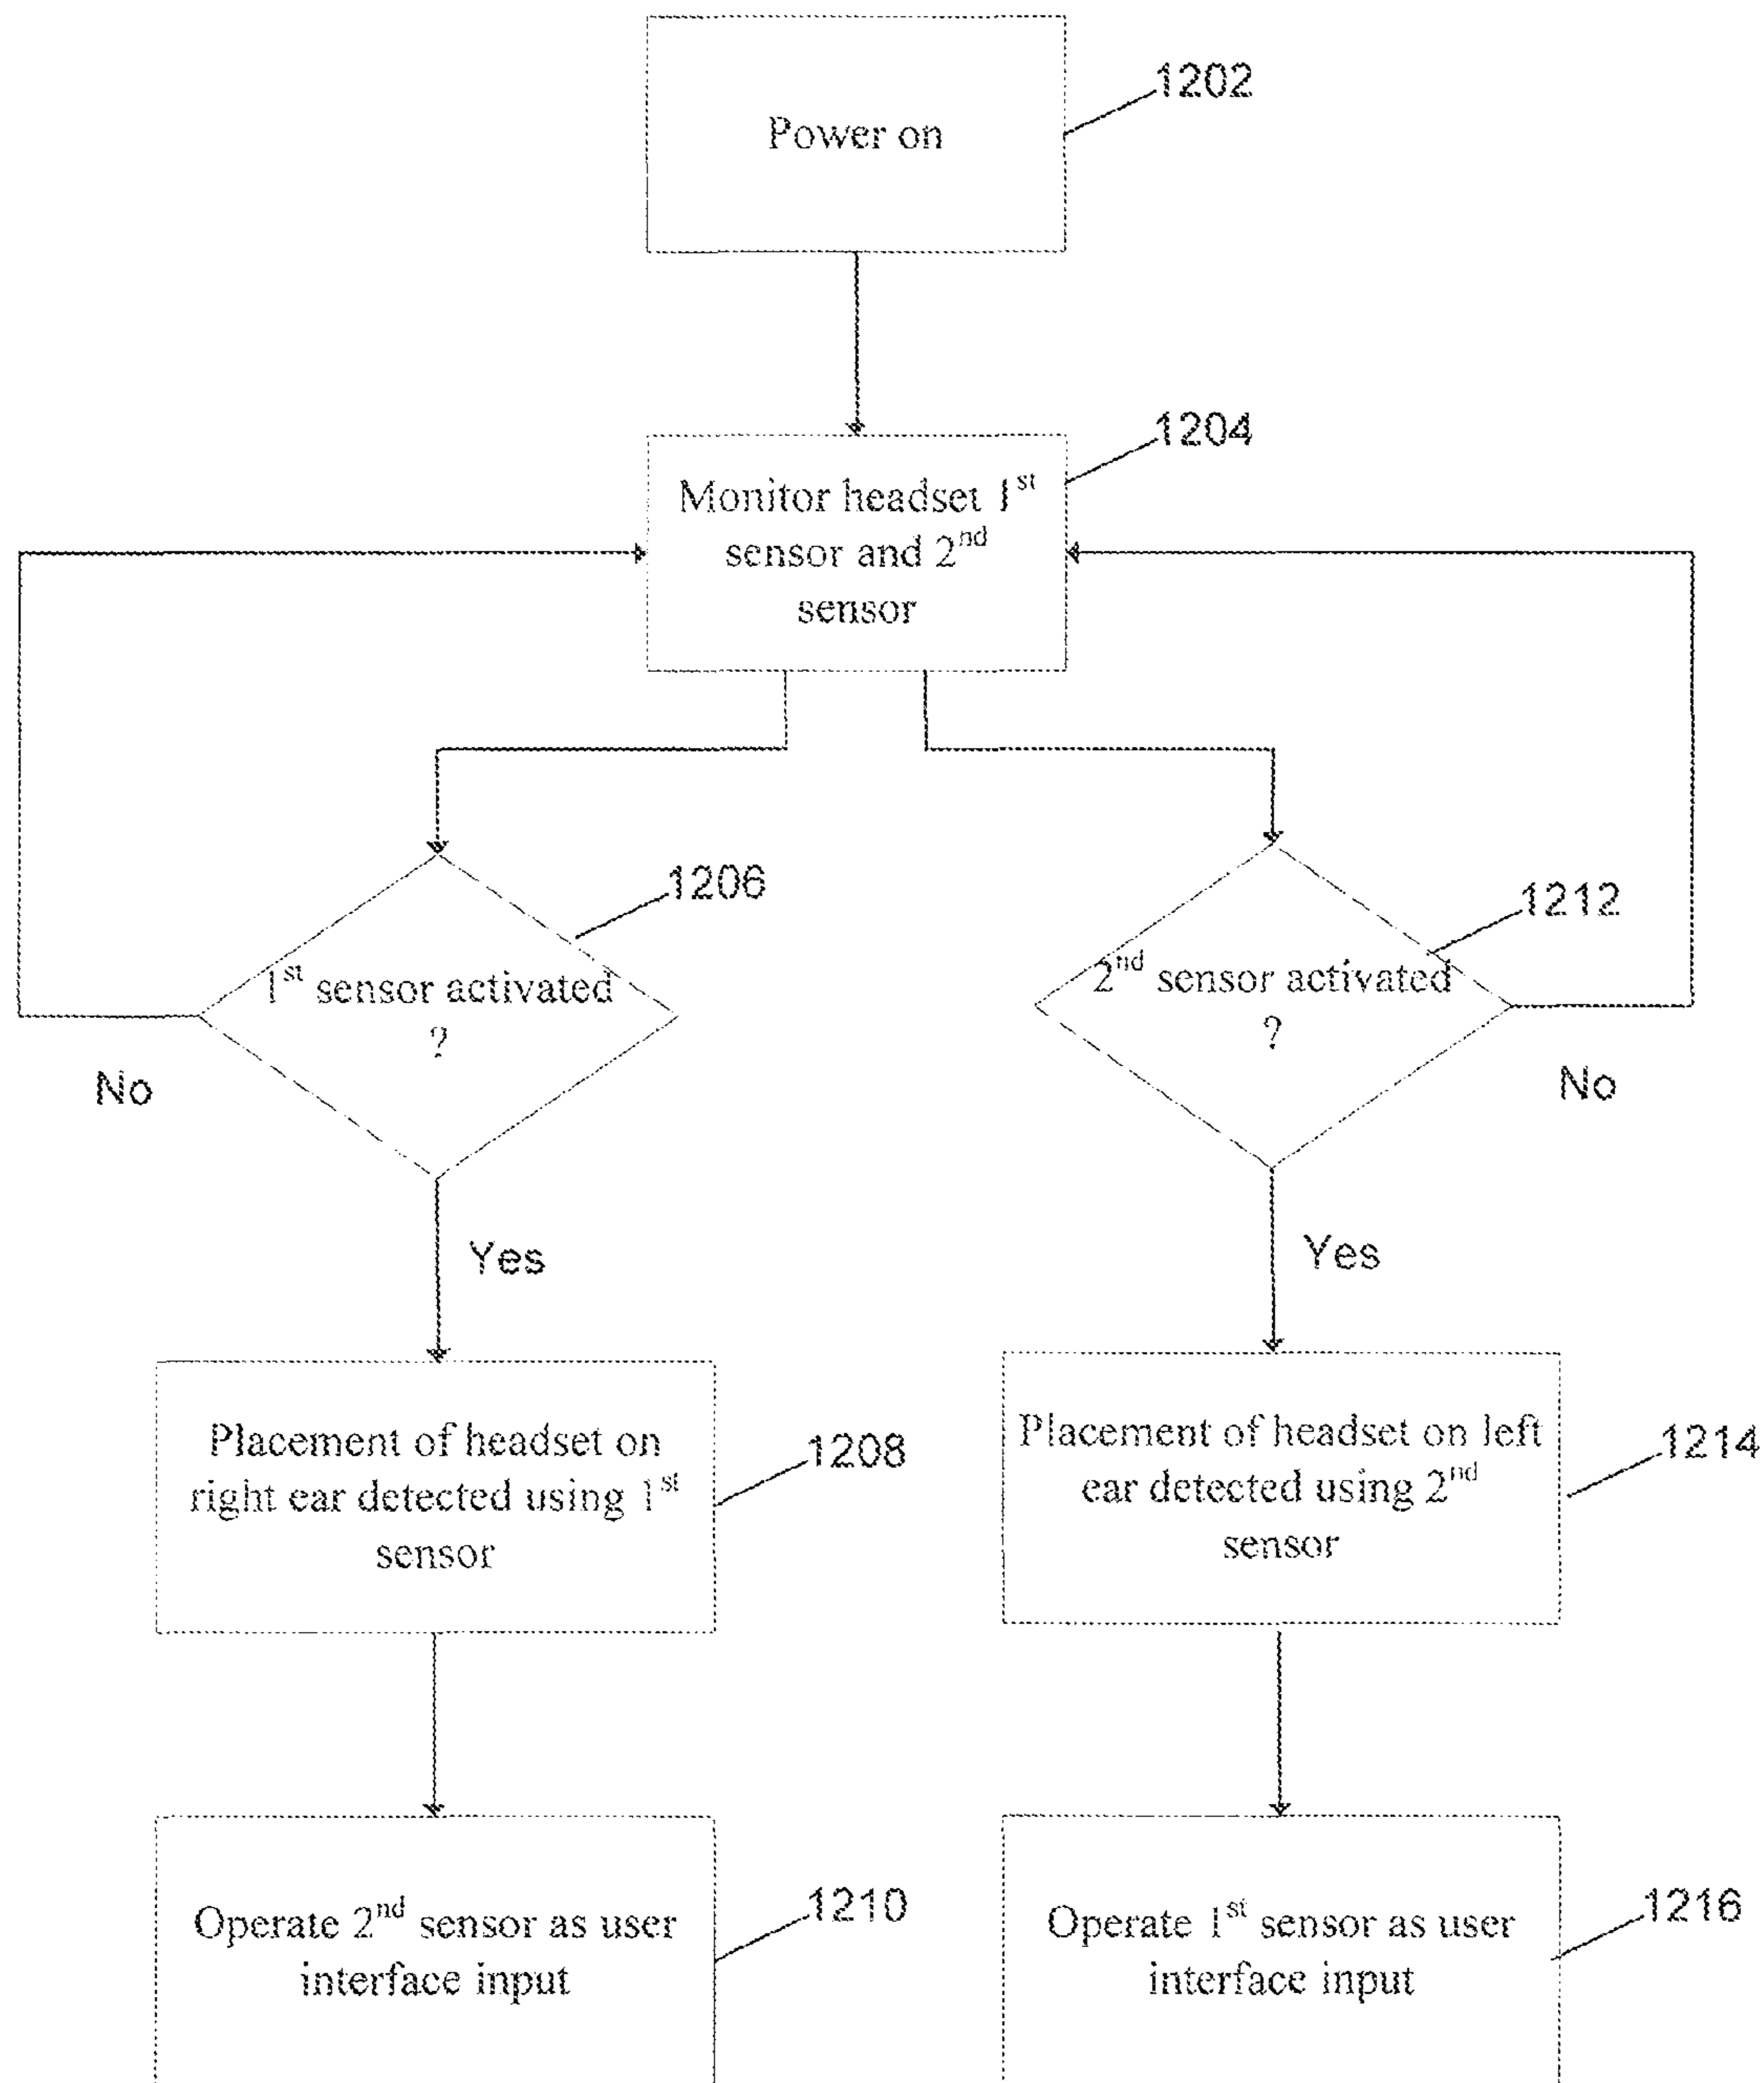 1202
Power on
1204
Monitor headset 1st
sensor and 2nd
sensor
1206
1st sensor activated
?
No
Yes
1212
2nd sensor activated
?
No
Yes
Placement of headset on
right ear detected using 1st
sensor
1208
Placement of headset on left
ear detected using 2nd
sensor
1214
Operate 2nd sensor as user
interface input
1210
Operate 1st sensor as user
interface input
1216